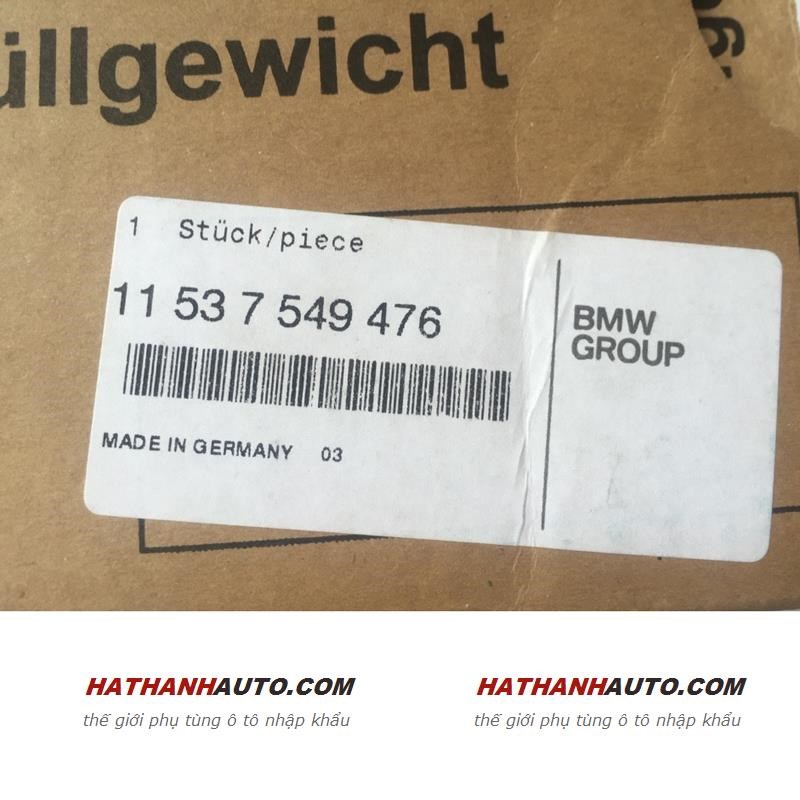 üllgewicht
1 Stück/piece
11 53 7 549 476
BMW
GROUP
MADE IN GERMANY 03
HATHANHAUTO.COM
thế giới phụ tùng ô tô nhập khẩu
HATHANHAUTO.COM
thế giới phụ tùng ô tô nhập khẩu